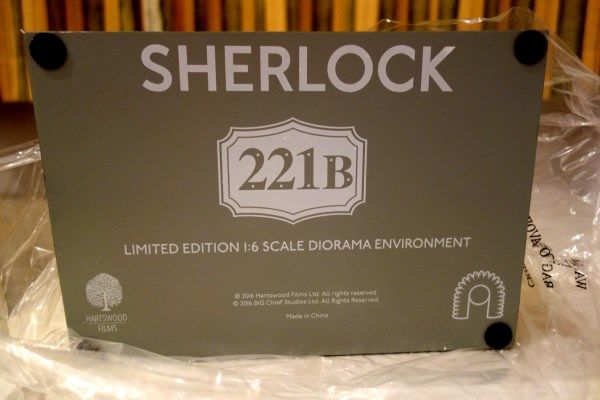 SHERLOCK
221B
LIMITED EDITION 1:6 SCALE DIORAMA ENVIRONMENT
© 2016 Hartswood Films Ltd. All rights reserved.
© 2016 BIG Chief Studios Ltd. All Rights Reserved.
Made in China
HARTSWOOD
FILMS